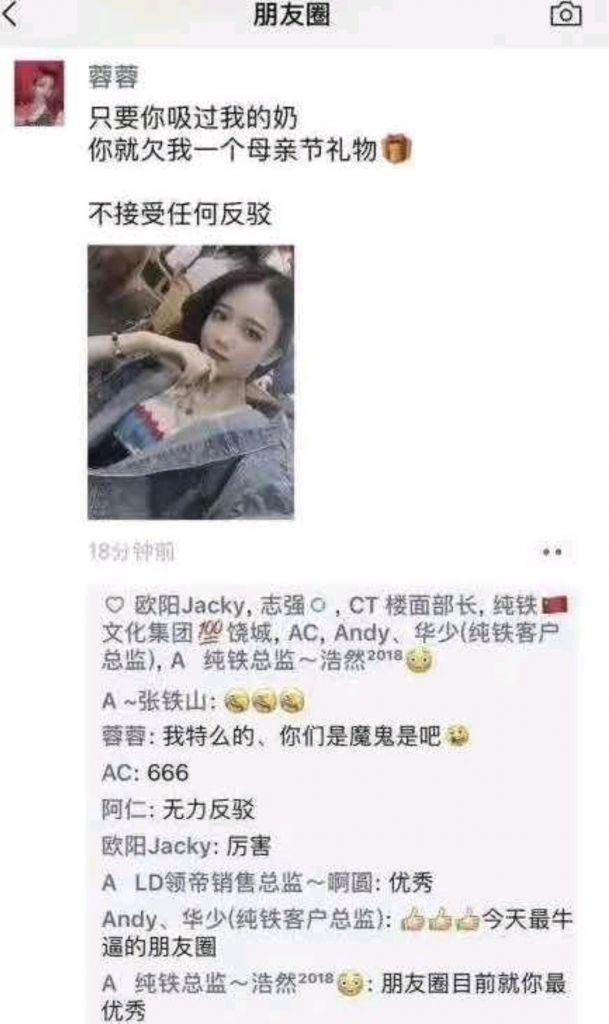 朋友圈
蓉蓉
只要你吸过我的奶
你就欠我一个母亲节礼物🎁
不接受任何反驳
18分钟前
♡ 欧阳Jacky, 志强, CT 楼面部长, 纯铁🇨🇳
文化集团💯饶城, AC, Andy、华少(纯铁客户
总监), A 纯铁总监～浩然²⁰¹⁸😳
A ~张铁山:
蓉蓉: 我特么的、你们是魔鬼是吧
AC: 666
阿仁: 无力反驳
欧阳Jacky: 厉害
A LD领帝销售总监～啊圆: 优秀
Andy、华少(纯铁客户总监): 👍👍👍今天最牛
逼的朋友圈
A 纯铁总监～浩然²⁰¹⁸😳: 朋友圈目前就你最
优秀